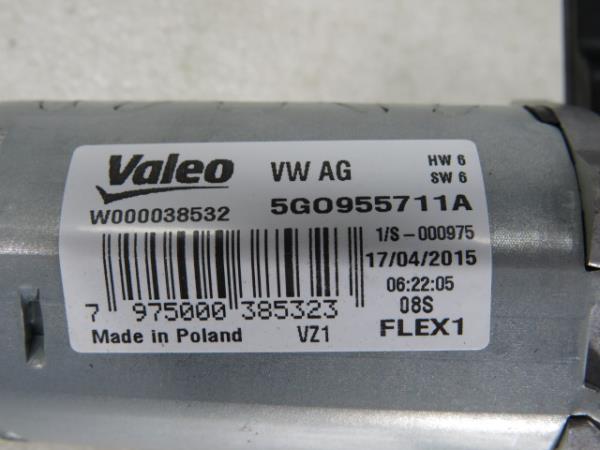 Valeo VW AG HW 6
SW 6
W000038532 5G0955711A
1/S-000975
17/04/2015
06:22:05
7 975000 385323 08S
Made in Poland VZ1 FLEX1